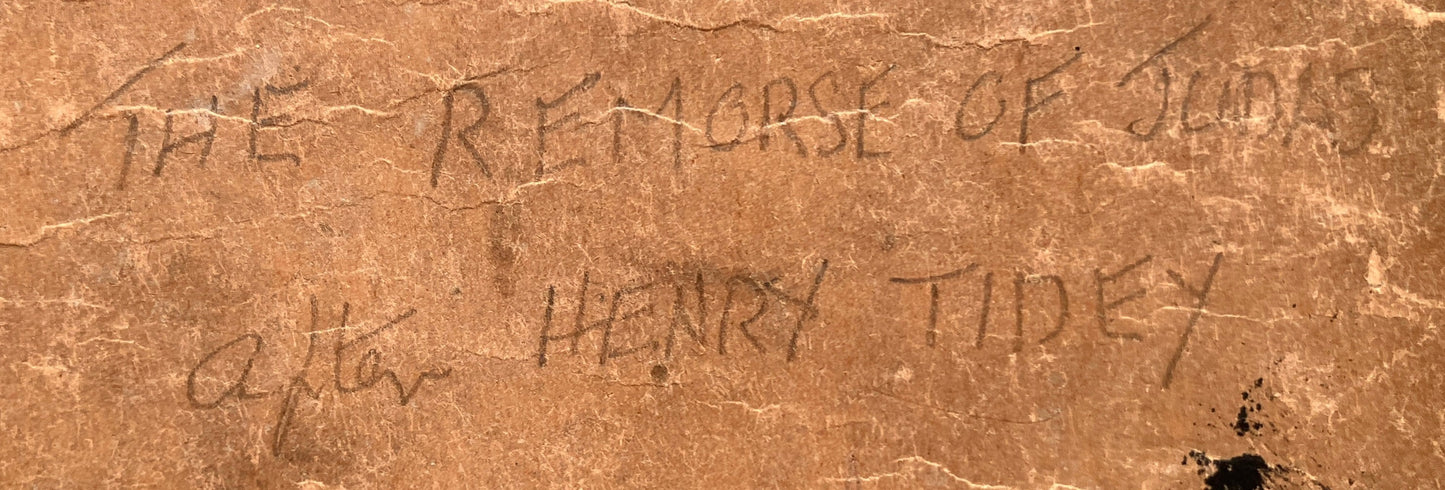 THE REMORSE OF JUDAS
after HENRY TIDEY